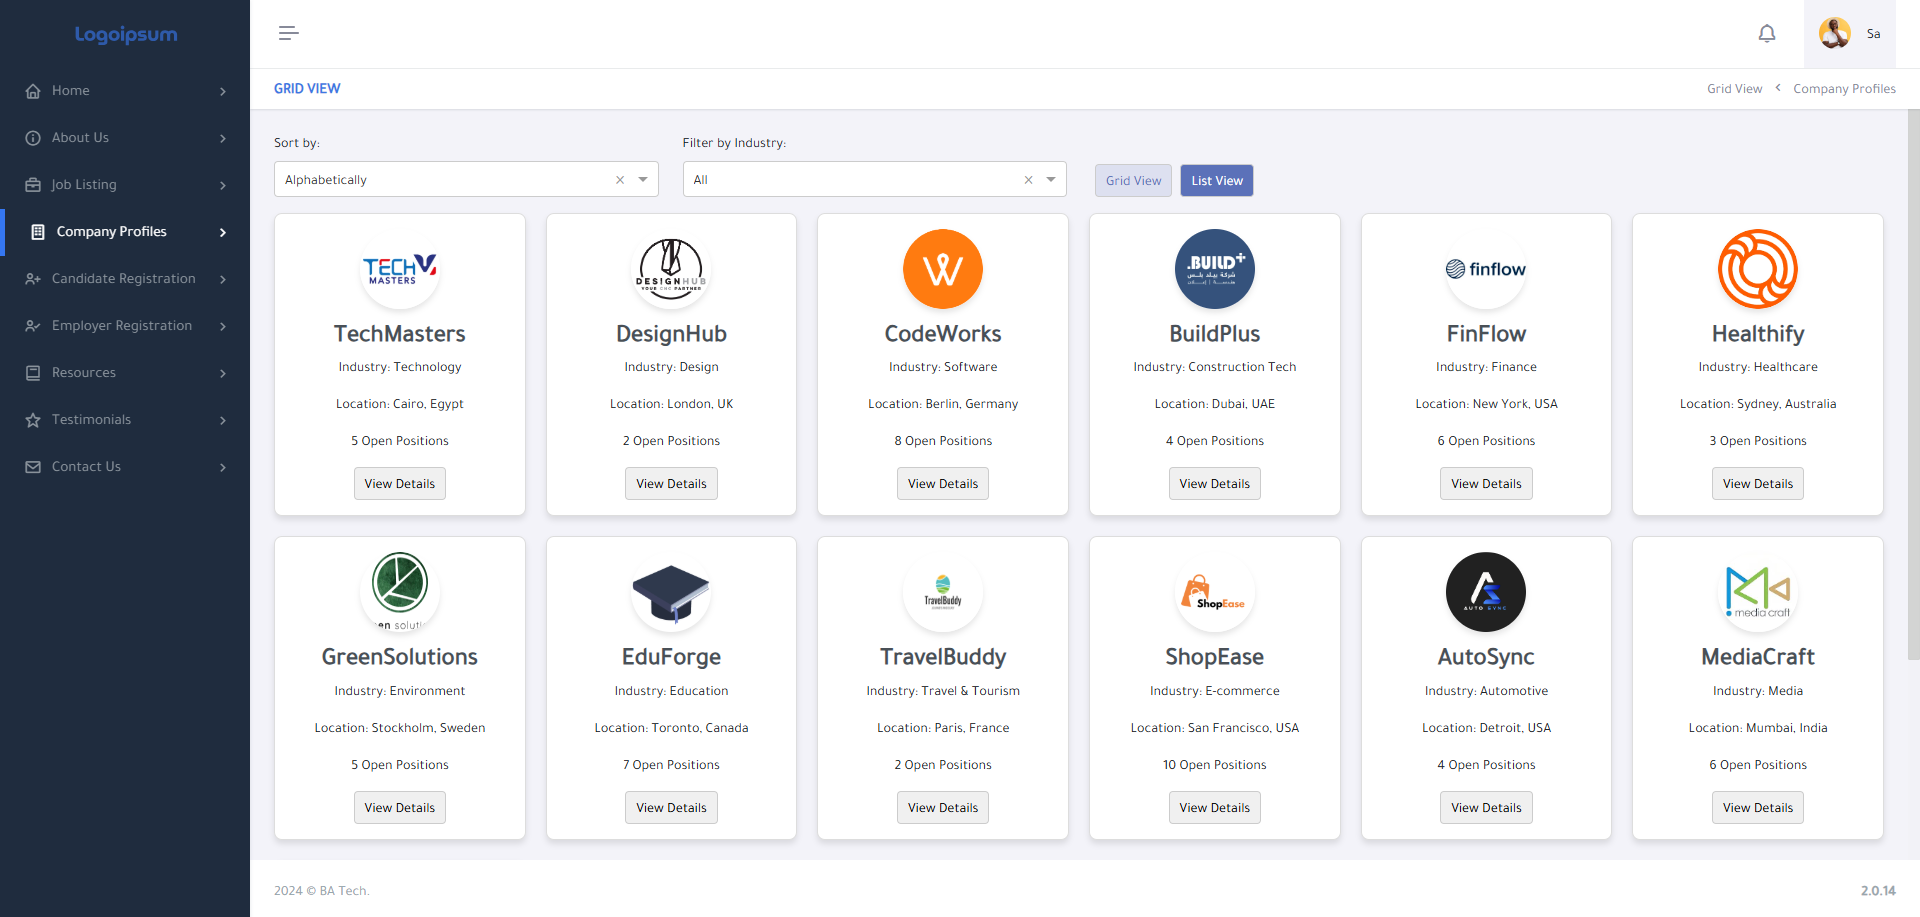 Logoipsum
Home
About Us
Job Listing
Company Profiles
Candidate Registration
Employer Registration
Resources
Testimonials
Contact Us
Sa
GRID VIEW
Grid View
Company Profiles
Sort by:
Filter by Industry:
Alphabetically
All
Grid View
List View
TECH
MASTERS
TechMasters
Industry: Technology
Location: Cairo, Egypt
5 Open Positions
View Details
DESIGNHUB
YOUR CNC PARTNER
DesignHub
Industry: Design
Location: London, UK
2 Open Positions
View Details
CodeWorks
Industry: Software
Location: Berlin, Germany
8 Open Positions
View Details
.BUILD+
شركة بيلد بلس
BuildPlus
Industry: Construction Tech
Location: Dubai, UAE
4 Open Positions
View Details
finflow
FinFlow
Industry: Finance
Location: New York, USA
6 Open Positions
View Details
Healthify
Industry: Healthcare
Location: Sydney, Australia
3 Open Positions
View Details
en soluti
GreenSolutions
Industry: Environment
Location: Stockholm, Sweden
5 Open Positions
View Details
EduForge
Industry: Education
Location: Toronto, Canada
7 Open Positions
View Details
TravelBuddy
TravelBuddy
Industry: Travel & Tourism
Location: Paris, France
2 Open Positions
View Details
ShopEase
ShopEase
Industry: E-commerce
Location: San Francisco, USA
10 Open Positions
View Details
AUTO SYNC
AutoSync
Industry: Automotive
Location: Detroit, USA
4 Open Positions
View Details
media craft
MediaCraft
Industry: Media
Location: Mumbai, India
6 Open Positions
View Details
2024 © BA Tech.
2.0.14